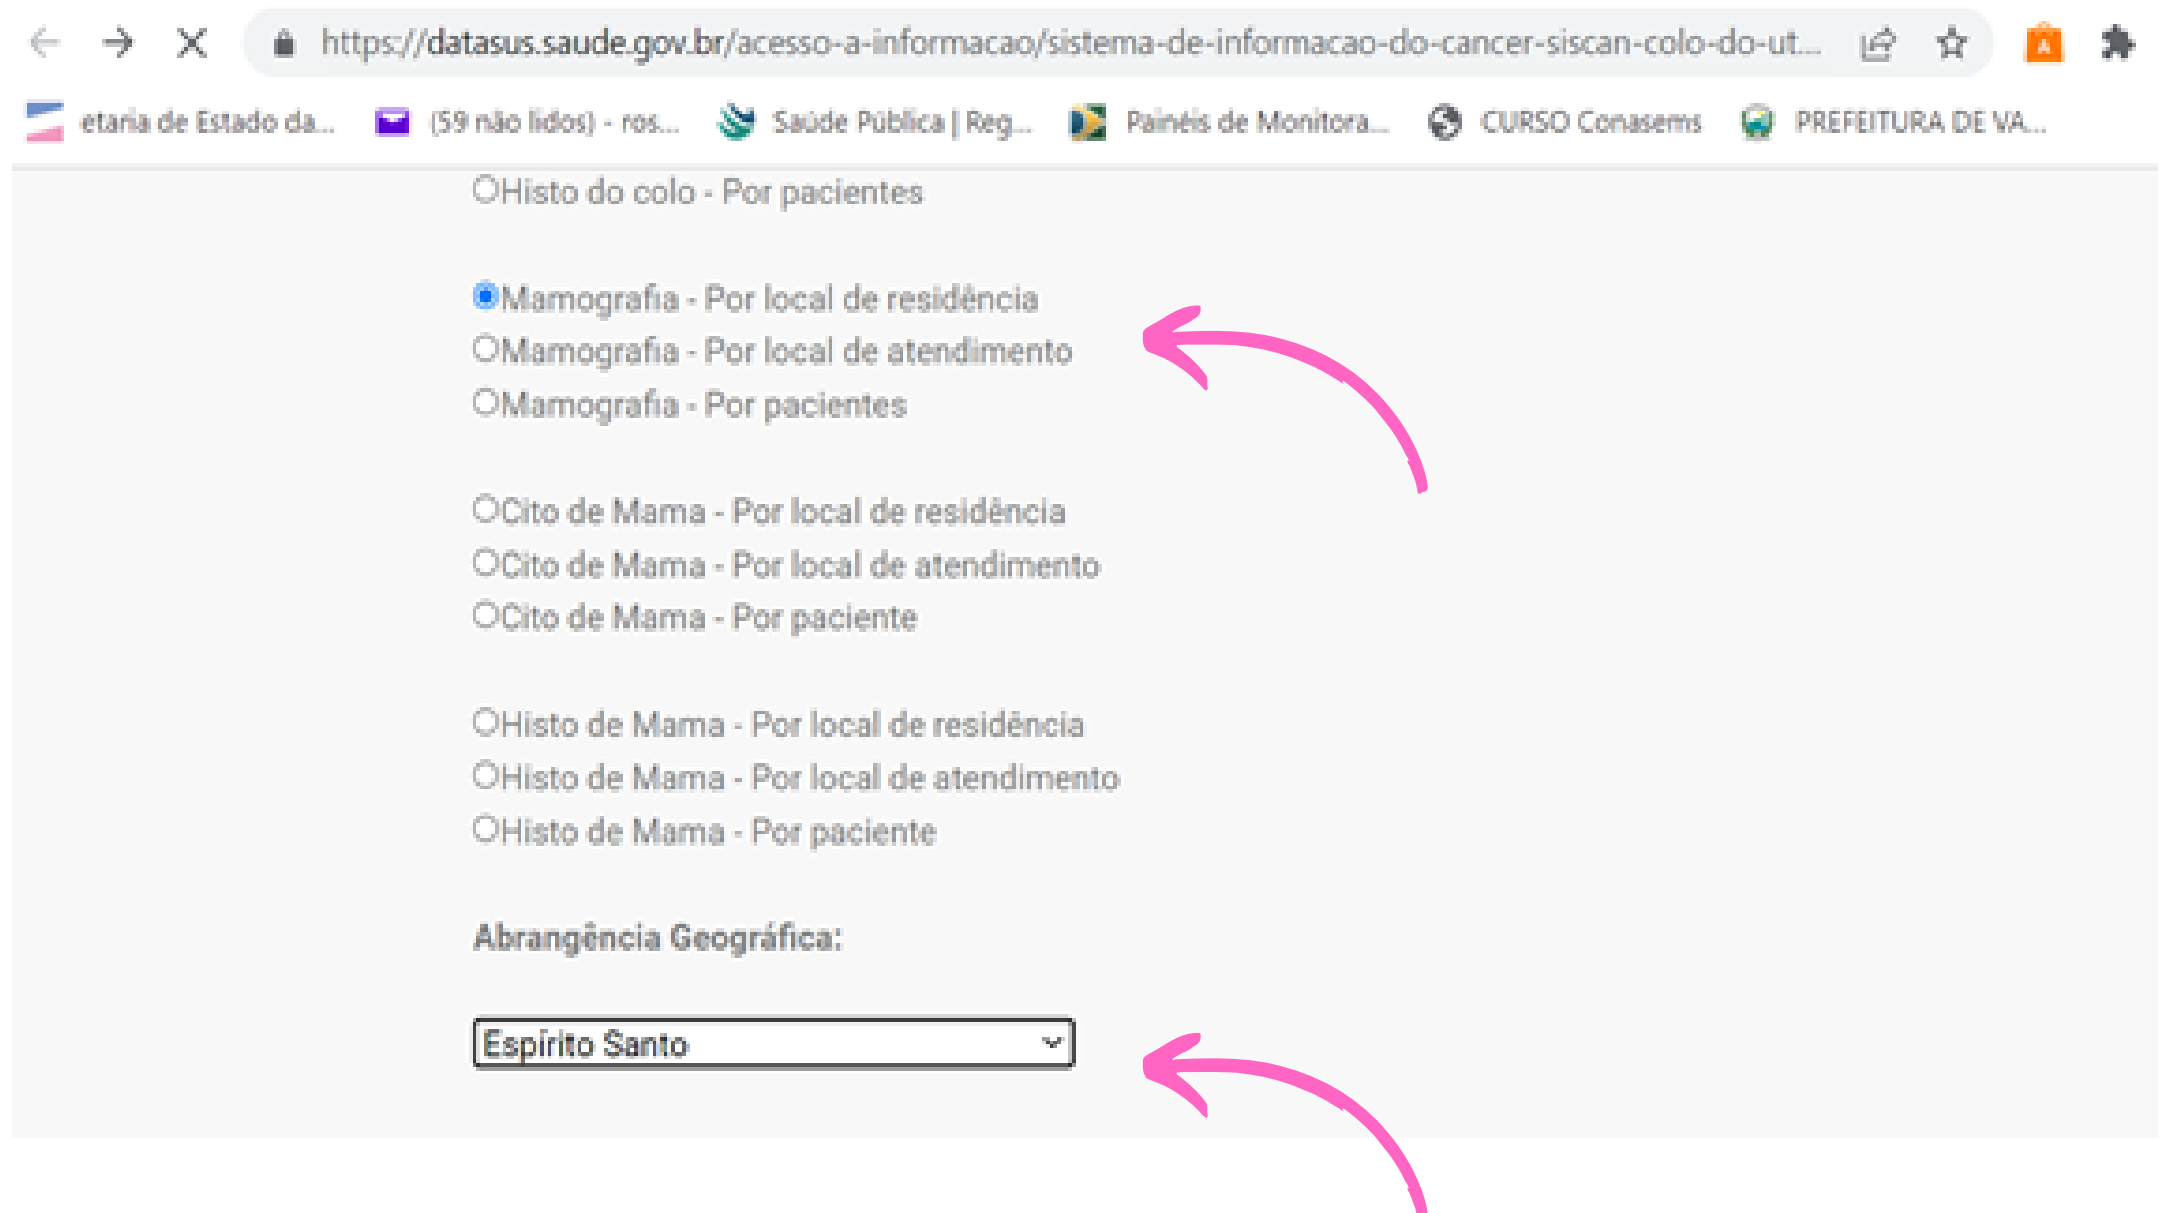 https://datasus.saude.gov.br/acesso-a-informacao/sistema-de-informacao-do-cancer-siscan-colo-do-ut...
etaria de Estado da... (59 não lidos) - ros... Saúde Pública | Reg... Painéis de Monitora... CURSO Conasems PREFEITURA DE VA...
Histo do colo - Por pacientes
Mamografia - Por local de residência
Mamografia - Por local de atendimento
Mamografia - Por pacientes
Cito de Mama - Por local de residência
Cito de Mama - Por local de atendimento
Cito de Mama - Por paciente
Histo de Mama - Por local de residência
Histo de Mama - Por local de atendimento
Histo de Mama - Por paciente
Abrangência Geográfica:
Espírito Santo